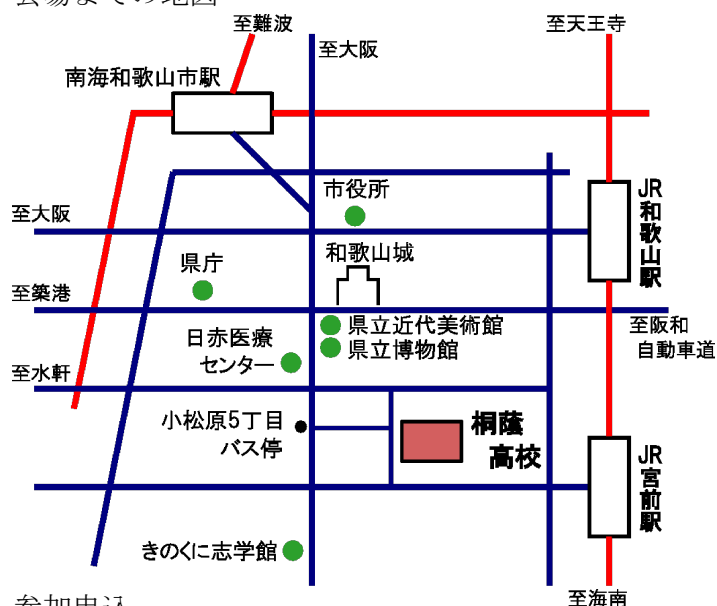 会場までの地図
至難波
至天王寺
至大阪
南海和歌山市駅
市役所
JR和歌山駅
至大阪
県庁
和歌山城
至築港
県立近代美術館
至阪和
自動車道
日赤医療
センター
県立博物館
至水軒
小松原5丁目
バス停
桐蔭
高校
JR宮前駅
きのくに志学館
至海南
参加申込